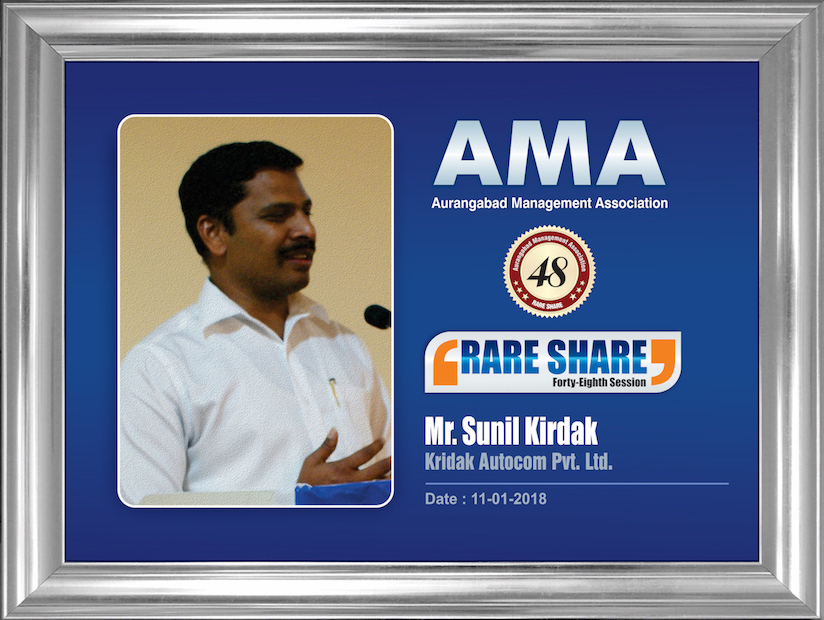 AMA
Aurangabad Management Association
Aurangabad Management Association
48
RARE SHARE
RARE SHARE
Forty-Eighth Session
Mr. Sunil Kirdak
Kridak Autocom Pvt. Ltd.
Date : 11-01-2018